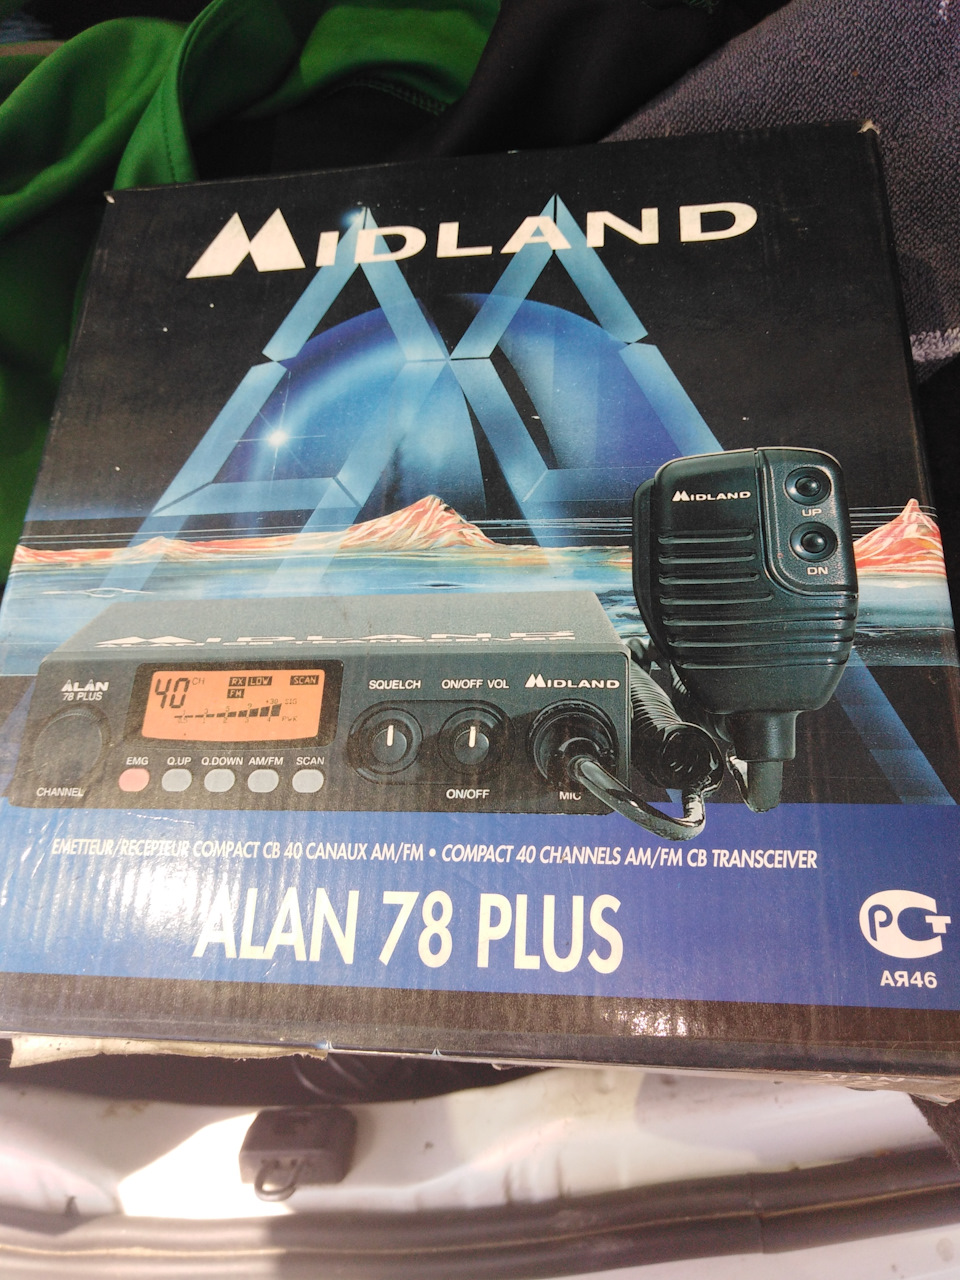 MIDLAND
MIDLAND
UP
DN
MIDLAND
ALAN
78 PLUS
40 CH RX LOW SCAN
FM
SQUELCH ON/OFF VOL MIDLAND
EMG Q.UP Q.DOWN AM/FM SCAN
CHANNEL ON/OFF MIC
EMETTEUR/RECEPTEUR COMPACT CB 40 CANAUX AM/FM • COMPACT 40 CHANNELS AM/FM CB TRANSCEIVER
ALAN 78 PLUS
РСТ
АЯ46